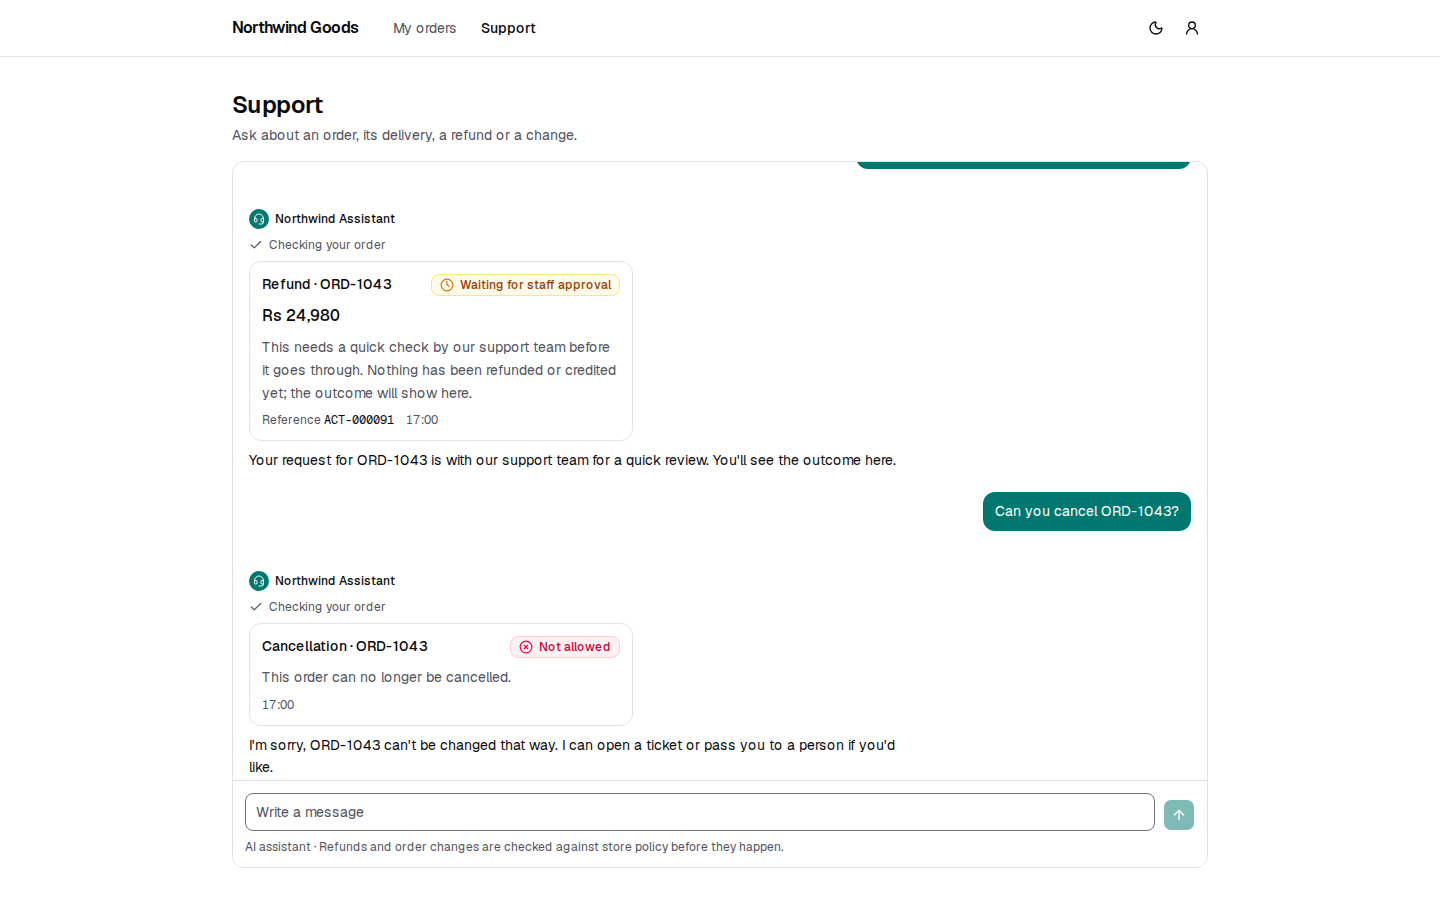 Northwind Goods My orders Support
Support
Ask about an order, its delivery, a refund or a change.
Northwind Assistant
Checking your order
Refund · ORD-1043 Waiting for staff approval
Rs 24,980
This needs a quick check by our support team before
it goes through. Nothing has been refunded or credited
yet; the outcome will show here.
Reference ACT-000091 17:00
Your request for ORD-1043 is with our support team for a quick review. You'll see the outcome here.
Can you cancel ORD-1043?
Northwind Assistant
Checking your order
Cancellation · ORD-1043 Not allowed
This order can no longer be cancelled.
17:00
I'm sorry, ORD-1043 can't be changed that way. I can open a ticket or pass you to a person if you'd
like.
Write a message
AI assistant · Refunds and order changes are checked against store policy before they happen.